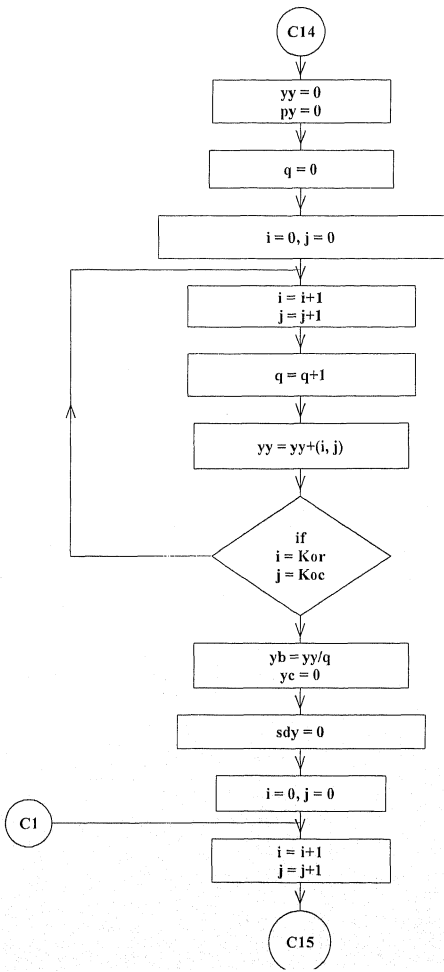 C14
yy = 0
py = 0
q = 0
i = 0, j = 0
i = i+1
j = j+1
q = q+1
yy = yy+(i, j)
if
i = Kor
j = Koc
yb = yy/q
yc = 0
sdy = 0
i = 0, j = 0
C1
i = i+1
j = j+1
C15